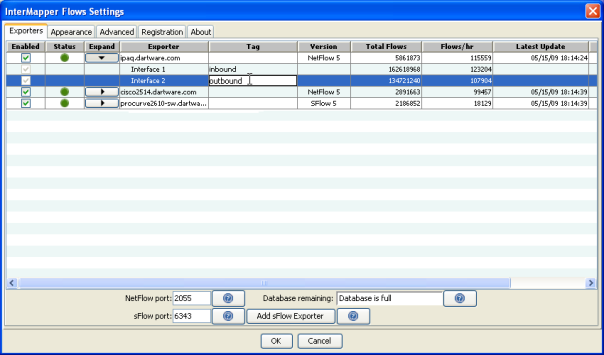 InterMapper Flows Settings
Exporters Appearance Advanced Registration About
Enabled Status Expand Exporter Tag Version Total Flows Flows/hr Latest Update
ipaq.dartware.com NetFlow 5 5861873 115559 05/15/09 18:14:24
Interface 1 inbound 162618968 123204
Interface 2 outbound 134721240 107904
cisco2514.dartware.com NetFlow 5 2891663 99457 05/15/09 18:14:39
procurve2610-sw.dartwa... SFlow 5 2186852 18129 05/15/09 18:14:39
NetFlow port: 2055 Database remaining: Database is full
sFlow port: 6343 Add sFlow Exporter
OK Cancel